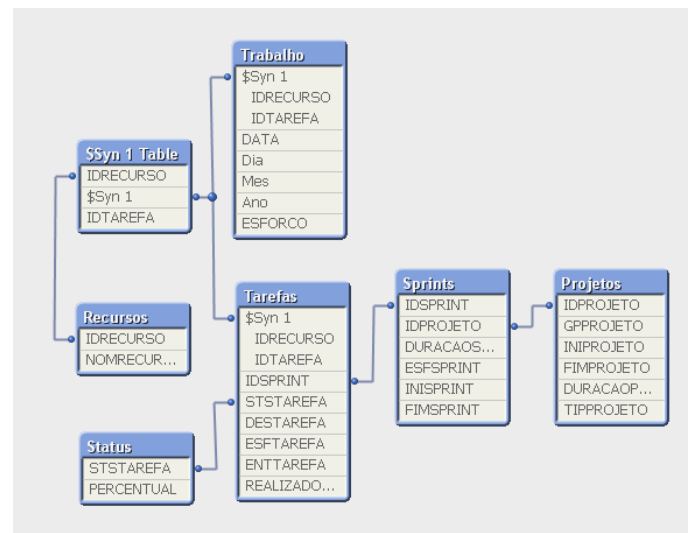 Trabalho
$Syn 1
IDRECURSO
IDTAREFA
DATA
Dia
Mes
Ano
ESFORCO
$Syn 1 Table
IDRECURSO
$Syn 1
IDTAREFA
Recursos
IDRECURSO
NOMRECUR...
Status
STSTAREFA
PERCENTUAL
Tarefas
$Syn 1
IDRECURSO
IDTAREFA
IDSPRINT
STSTAREFA
DESTAREFA
ESFTAREFA
ENTTAREFA
REALIZADO...
Sprints
IDSPRINT
IDPROJETO
DURACAOS...
ESFSPRINT
INISPRINT
FIMSPRINT
Projetos
IDPROJETO
GPPROJETO
INIPROJETO
FIMPROJETO
DURACAOP...
TIPPROJETO